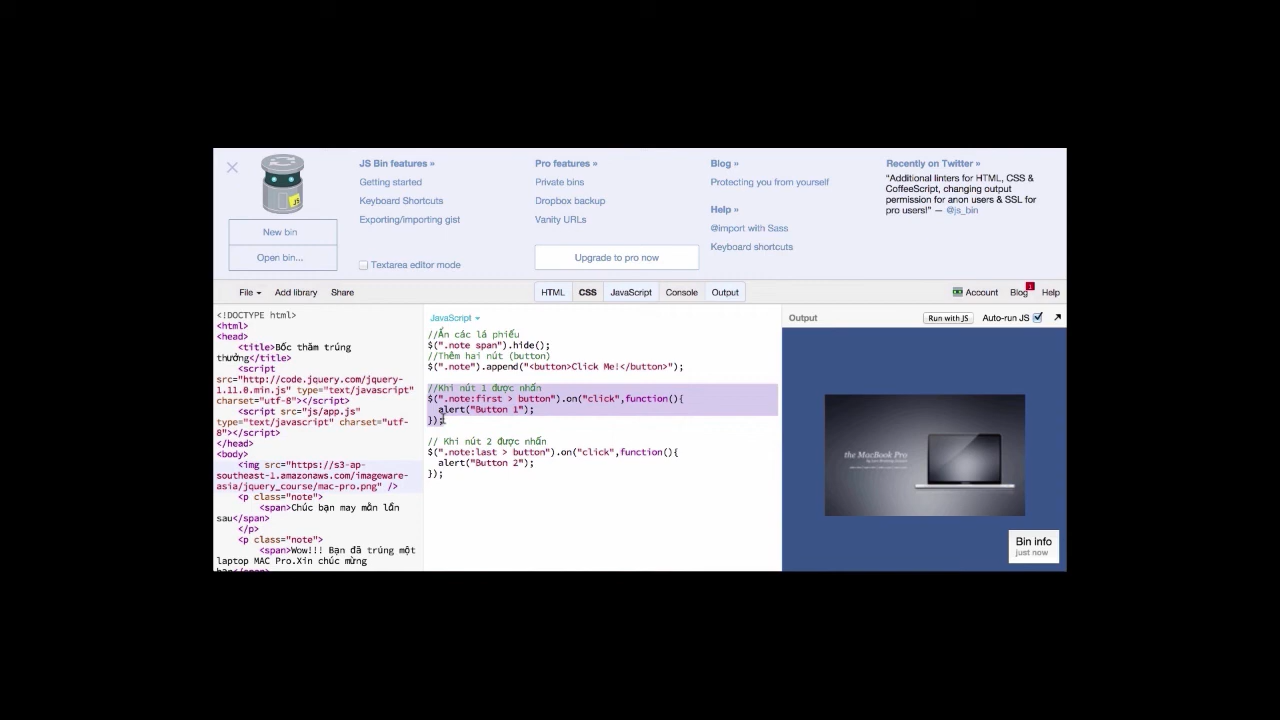 JS Bin features »
Getting started
Keyboard Shortcuts
Exporting/importing gist
Textarea editor mode
New bin
Open bin...
Pro features »
Private bins
Dropbox backup
Vanity URLs
Upgrade to pro now
Blog »
Protecting you from yourself
Help »
@import with Sass
Keyboard shortcuts
Recently on Twitter »
"Additional linters for HTML, CSS &
CoffeeScript, changing output
permission for anon users & SSL for
pro users!" — @js_bin
File Add library Share HTML CSS JavaScript Console Output Account Blog 1 Help
<!DOCTYPE html>
<html>
<head>
<title>Bốc thăm trúng
thưởng</title>
<script
src="http://code.jquery.com/jquery-
1.11.0.min.js" type="text/javascript"
charset="utf-8"></script>
<script src="js/app.js"
type="text/javascript" charset="utf-
8"></script>
</head>
<body>
<img src="https://s3-ap-
southeast-1.amazonaws.com/imageware-
asia/jquery_course/mac-pro.png" />
<p class="note">
<span>Chúc bạn may mắn lần
sau</span>
</p>
<p class="note">
<span>Wow!!! Bạn đã trúng một
laptop MAC Pro.Xin chúc mừng
bạn</span>
JavaScript
//Ẩn các lá phiếu
$(".note span").hide();
//Thêm hai nút (button)
$(".note").append("<button>Click Me!</button>");
//Khi nút 1 được nhấn
$(".note:first > button").on("click",function(){
alert("Button 1");
});
// Khi nút 2 được nhấn
$(".note:last > button").on("click",function(){
alert("Button 2");
});
Output Run with JS Auto-run JS
the MacBook Pro
Bin info
just now